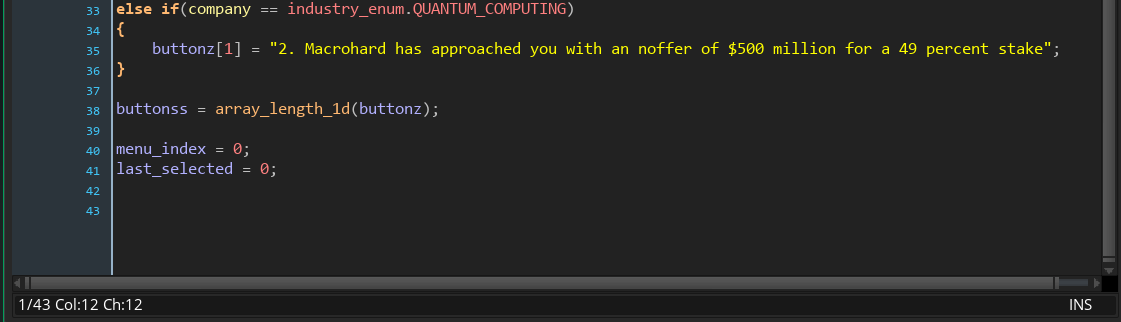 33 else if(company == industry_enum.QUANTUM_COMPUTING)
34 {
35     buttonz[1] = "2. Macrohard has approached you with an noffer of $500 million for a 49 percent stake";
36 }
37
38 buttonss = array_length_1d(buttonz);
39
40 menu_index = 0;
41 last_selected = 0;
42
43
1/43 Col:12 Ch:12 INS